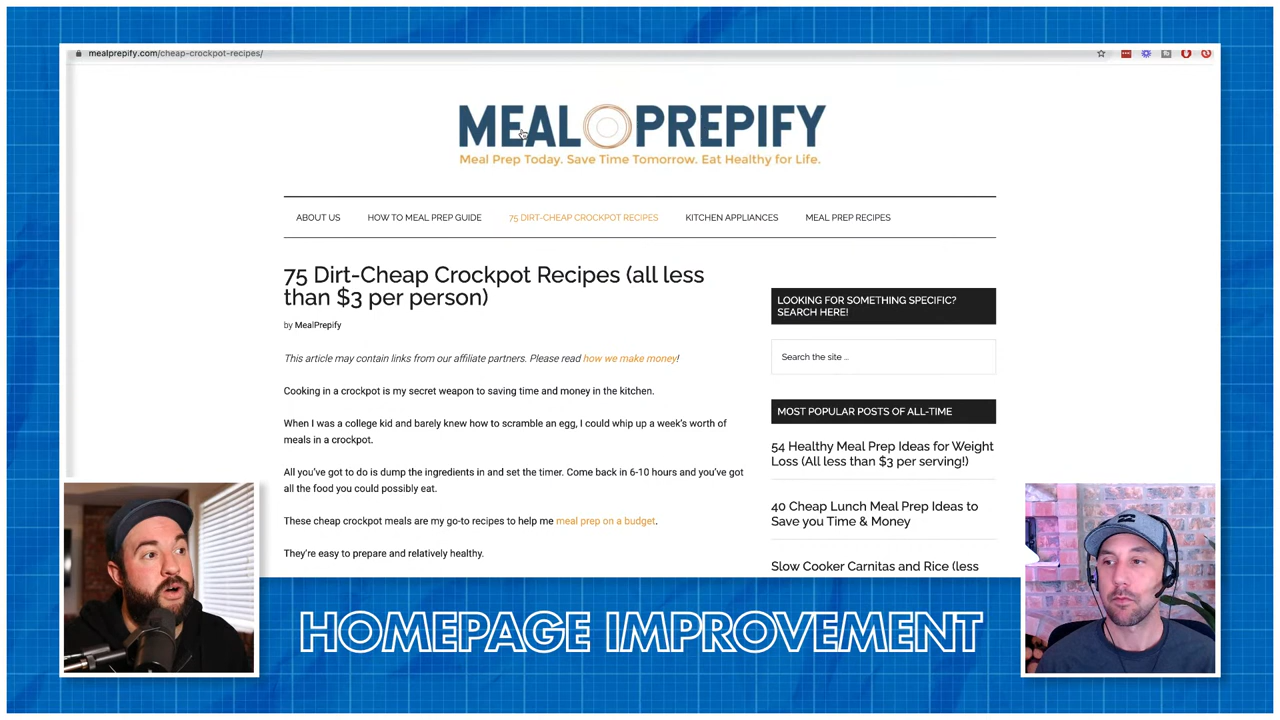 mealprepify.com/cheap-crockpot-recipes/
MEAL PREPIFY
Meal Prep Today. Save Time Tomorrow. Eat Healthy for Life.
ABOUT US HOW TO MEAL PREP GUIDE 75 DIRT-CHEAP CROCKPOT RECIPES KITCHEN APPLIANCES MEAL PREP RECIPES
75 Dirt-Cheap Crockpot Recipes (all less
than $3 per person)
by MealPrepify
This article may contain links from our affiliate partners. Please read how we make money!
Cooking in a crockpot is my secret weapon to saving time and money in the kitchen.
When I was a college kid and barely knew how to scramble an egg, I could whip up a week's worth of
meals in a crockpot.
All you've got to do is dump the ingredients in and set the timer. Come back in 6-10 hours and you've got
all the food you could possibly eat.
These cheap crockpot meals are my go-to recipes to help me meal prep on a budget.
They're easy to prepare and relatively healthy.
LOOKING FOR SOMETHING SPECIFIC?
SEARCH HERE!
Search the site ...
MOST POPULAR POSTS OF ALL-TIME
54 Healthy Meal Prep Ideas for Weight
Loss (All less than $3 per serving!)
40 Cheap Lunch Meal Prep Ideas to
Save you Time & Money
Slow Cooker Carnitas and Rice (less
HOMEPAGE IMPROVEMENT